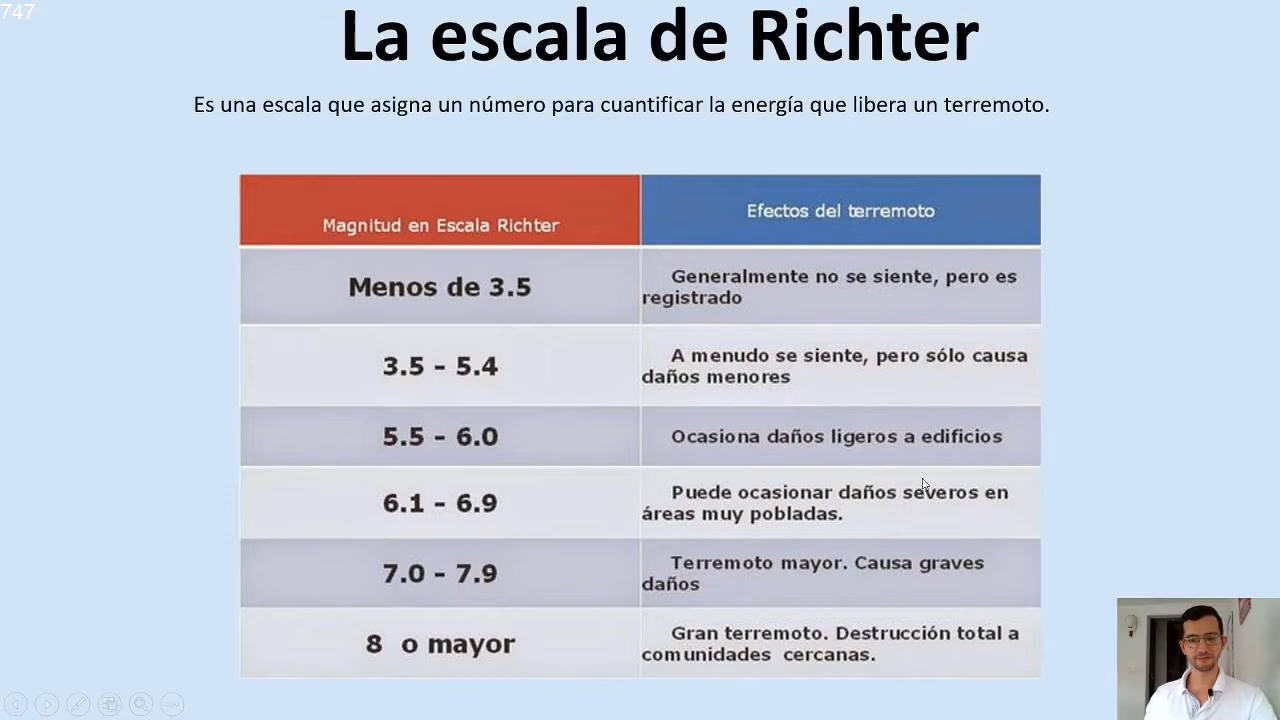 747
La escala de Richter
Es una escala que asigna un número para cuantificar la energía que libera un terremoto.
Magnitud en Escala Richter
Efectos del terremoto
Menos de 3.5
Generalmente no se siente, pero es
registrado
3.5 - 5.4
A menudo se siente, pero sólo causa
daños menores
5.5 - 6.0
Ocasiona daños ligeros a edificios
6.1 - 6.9
Puede ocasionar daños severos en
áreas muy pobladas.
7.0 - 7.9
Terremoto mayor. Causa graves
daños
8 o mayor
Gran terremoto. Destrucción total a
comunidades cercanas.